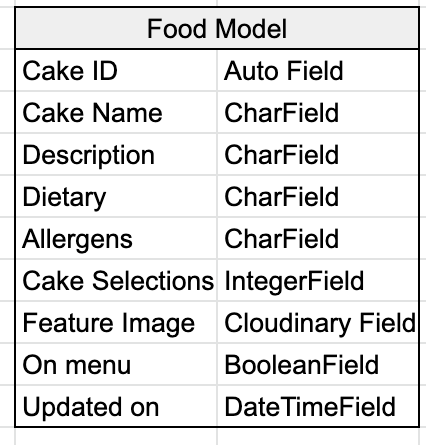 Food Model
Cake ID Auto Field
Cake Name CharField
Description CharField
Dietary CharField
Allergens CharField
Cake Selections IntegerField
Feature Image Cloudinary Field
On menu BooleanField
Updated on DateTimeField